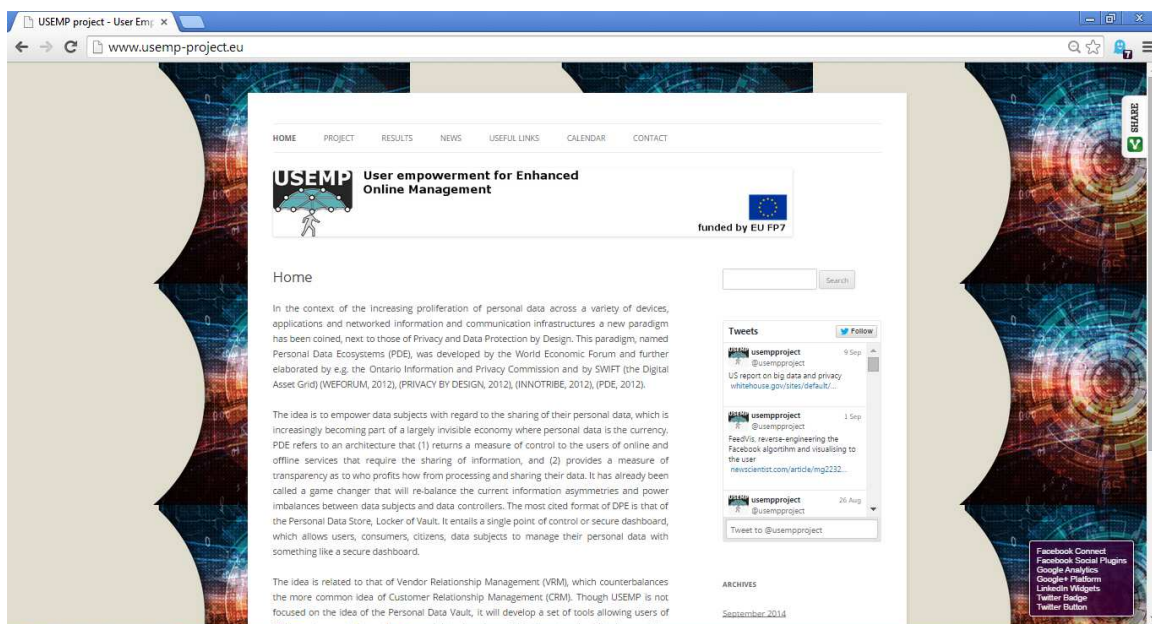 USEMP project - User Emp
www.usemp-project.eu
7
SHARE
HOME PROJECT RESULTS NEWS USEFUL LINKS CALENDAR CONTACT
USEMP
User empowerment for Enhanced
Online Management
funded by EU FP7
Home
In the context of the increasing proliferation of personal data across a variety of devices,
applications and networked information and communication infrastructures a new paradigm
has been coined, next to those of Privacy and Data Protection by Design. This paradigm, named
Personal Data Ecosystems (PDE), was developed by the World Economic Forum and further
elaborated by e.g. the Ontario Information and Privacy Commission and by SWIFT (the Digital
Asset Grid) (WEFORUM, 2012), (PRIVACY BY DESIGN, 2012), (INNOTRIBE, 2012), (PDE, 2012).
The idea is to empower data subjects with regard to the sharing of their personal data, which is
increasingly becoming part of a largely invisible economy where personal data is the currency.
PDE refers to an architecture that (1) returns a measure of control to the users of online and
offline services that require the sharing of information, and (2) provides a measure of
transparency as to who profits how from processing and sharing their data. It has already been
called a game changer that will re-balance the current information asymmetries and power
imbalances between data subjects and data controllers. The most cited format of DPE is that of
the Personal Data Store, Locker of Vault. It entails a single point of control or secure dashboard,
which allows users, consumers, citizens, data subjects to manage their personal data with
something like a secure dashboard.
The idea is related to that of Vendor Relationship Management (VRM), which counterbalances
the more common idea of Customer Relationship Management (CRM). Though USEMP is not
focused on the idea of the Personal Data Vault, it will develop a set of tools allowing users of
Search
Tweets Follow
usempproject 9 Sep
@usempproject
US report on big data and privacy
whitehouse.gov/sites/default/...
usempproject 1 Sep
@usempproject
FeedVis, reverse-engineering the
Facebook algortihm and visualising to
the user
newscientist.com/article/mg2232...
usempproject 26 Aug
@usempproject
Tweet to @usempproject
ARCHIVES
September 2014
Facebook Connect
Facebook Social Plugins
Google Analytics
Google+ Platform
LinkedIn Widgets
Twitter Badge
Twitter Button